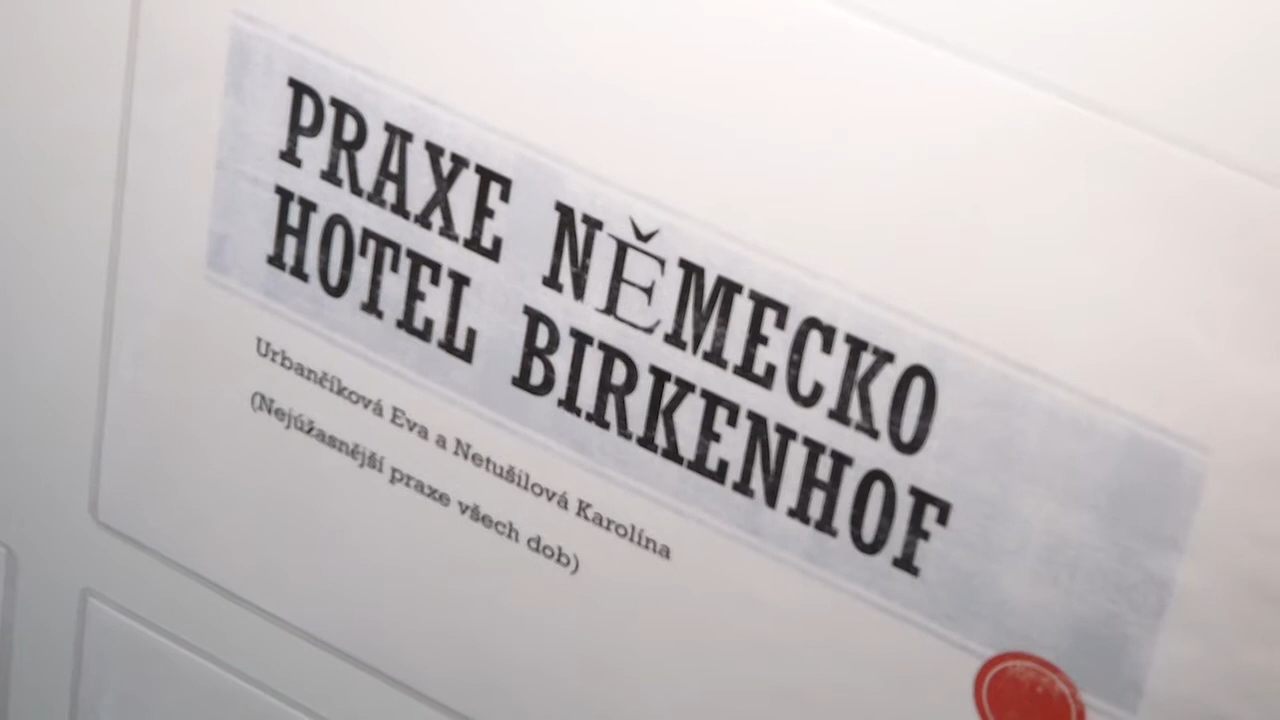 PRAXE NĚMECKO
HOTEL BIRKENHOF
Urbančíková Eva a Netušilová Karolína
(Nejúžasnější praxe všech dob)